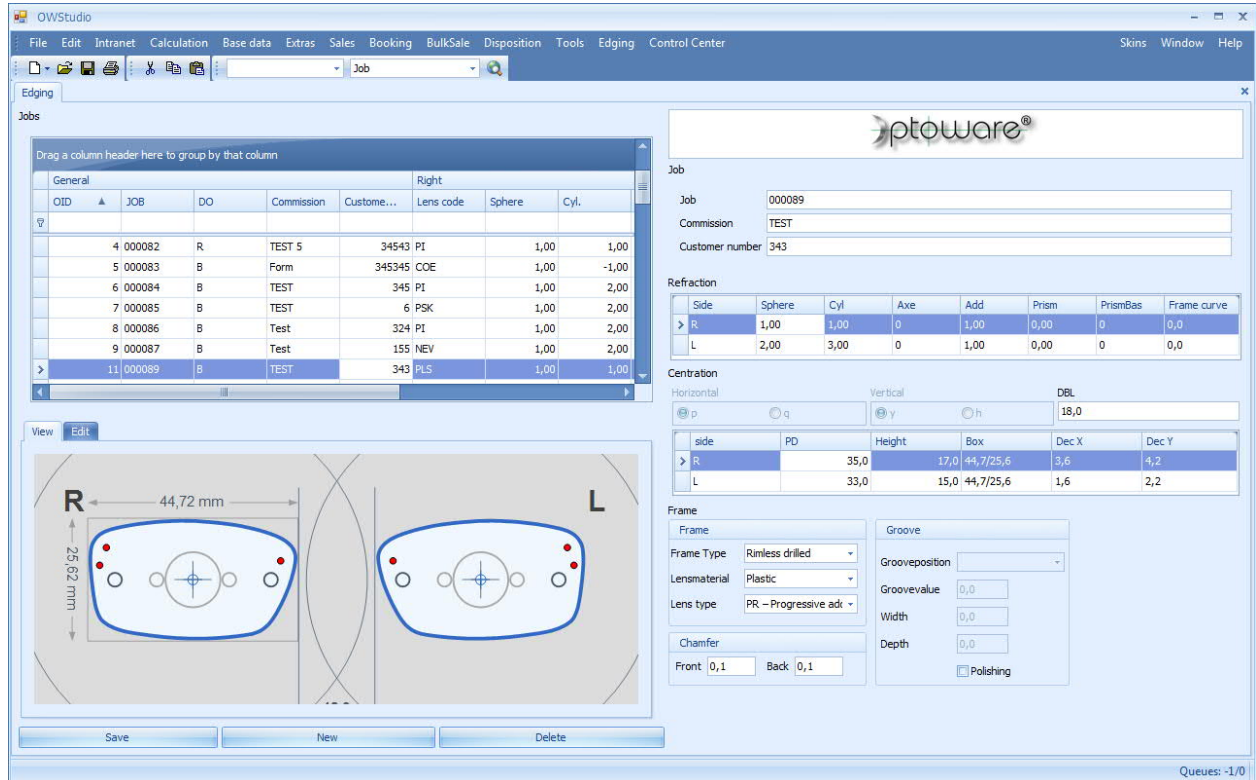 OWStudio
File Edit Intranet Calculation Base data Extras Sales Booking BulkSale Disposition Tools Edging Control Center Skins Window Help
Job
Edging
Jobs
Drag a column header here to group by that column
General Right
OID JOB DO Commission Custome... Lens code Sphere Cyl.
4 000082 R TEST 5 34543 PI 1,00 1,00
5 000083 B Form 345345 COE 1,00 -1,00
6 000084 B TEST 345 PI 1,00 2,00
7 000085 B TEST 6 PSK 1,00 2,00
8 000086 B Test 324 PI 1,00 2,00
9 000087 B Test 155 NEV 1,00 2,00
11 000089 B TEST 343 PLS 1,00 1,00
View Edit
R 44,72 mm L
25,62 mm
Save New Delete
ptoware®
Job
Job 000089
Commission TEST
Customer number 343
Refraction
Side Sphere Cyl Axe Add Prism PrismBas Frame curve
R 1,00 1,00 0 1,00 0,00 0 0,0
L 2,00 3,00 0 1,00 0,00 0 0,0
Centration
Horizontal Vertical DBL
p q y h 18,0
side PD Height Box Dec X Dec Y
R 35,0 17,0 44,7/25,6 3,6 4,2
L 33,0 15,0 44,7/25,6 1,6 2,2
Frame
Frame Groove
Frame Type Rimless drilled
Grooveposition
Lensmaterial Plastic
Groovevalue 0,0
Lens type PR – Progressive add
Width 0,0
Chamfer
Depth 0,0
Front 0,1 Back 0,1
Polishing
Queues: -1/0